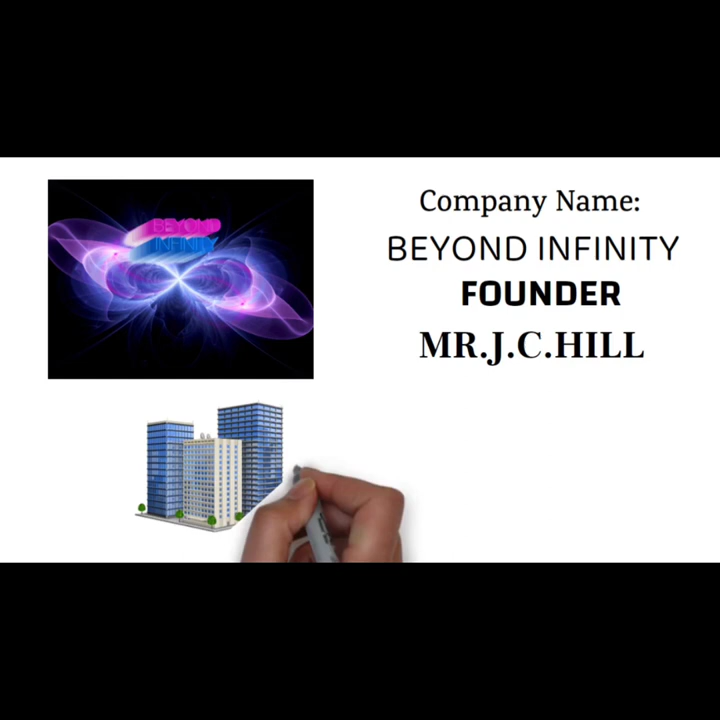 BEYOND
INFINITY
Company Name:
BEYOND INFINITY
FOUNDER
MR.J.C.HILL